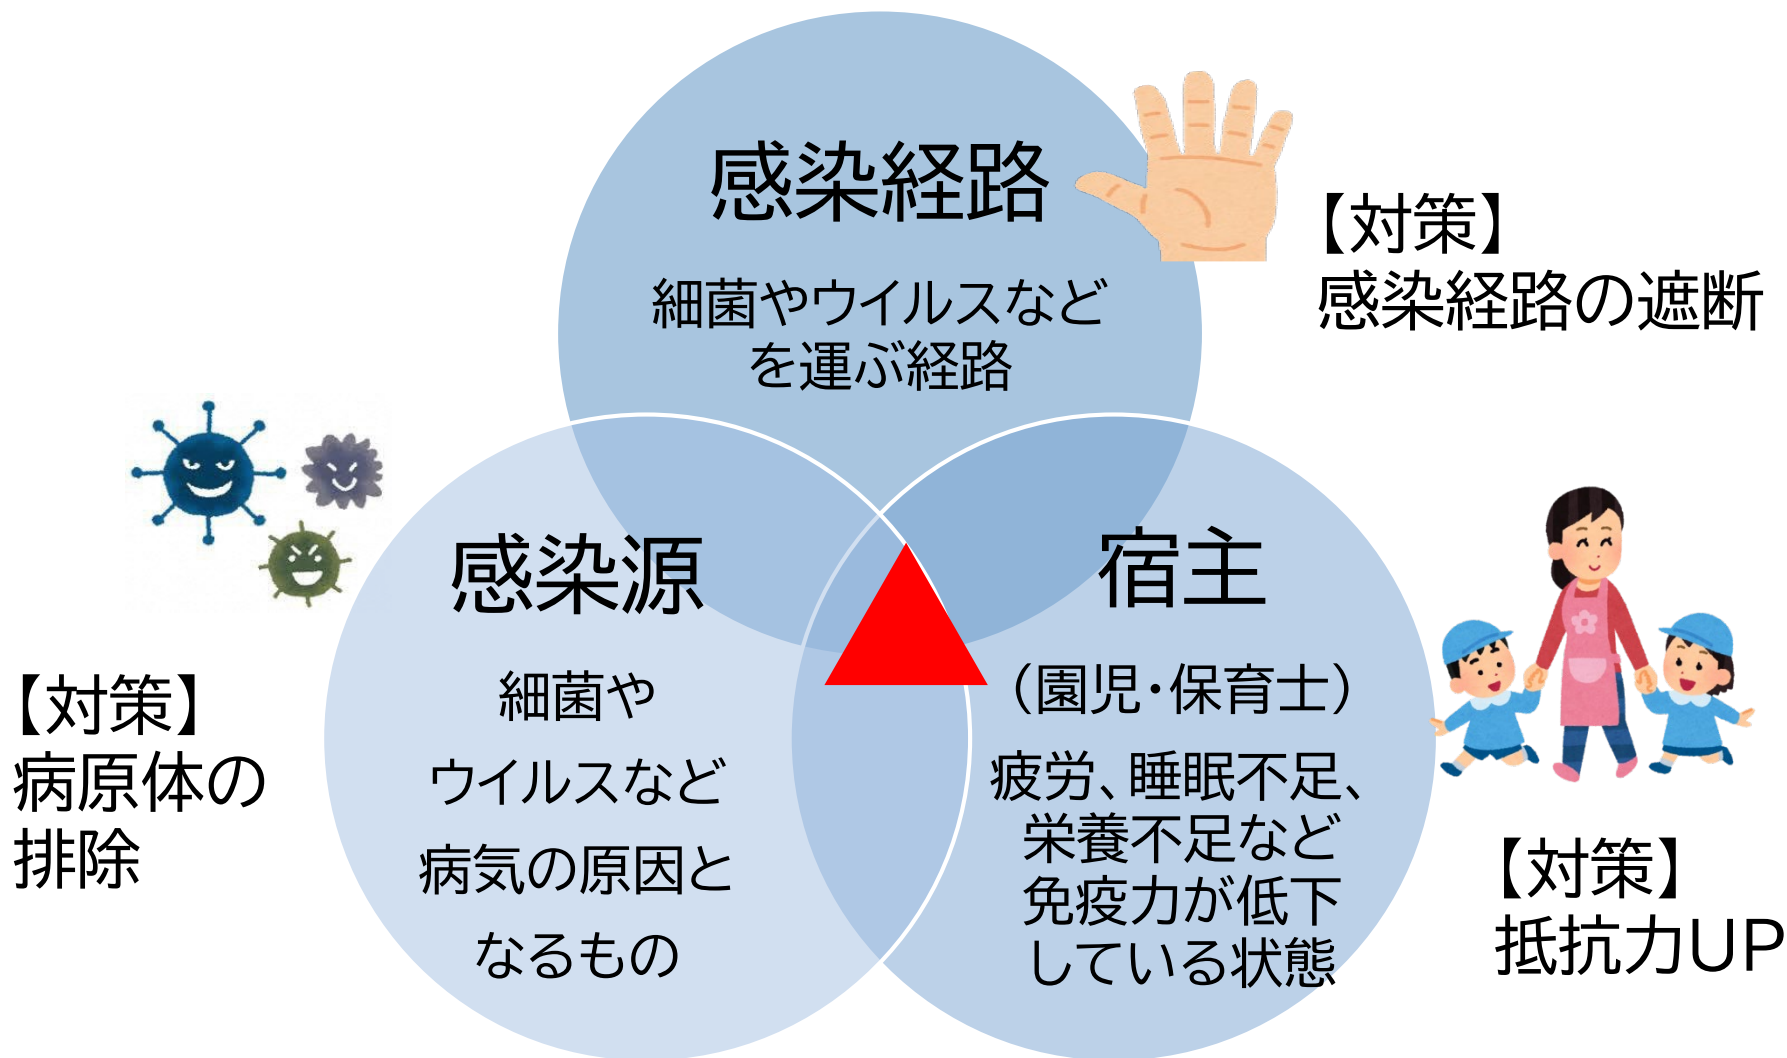 感染経路
細菌やウイルスなど
を運ぶ経路
【対策】
感染経路の遮断
感染源
細菌や
ウイルスなど
病気の原因と
なるもの
【対策】
病原体の
排除
宿主
（園児・保育士）
疲労、睡眠不足、
栄養不足など
免疫力が低下
している状態
【対策】
抵抗力UP